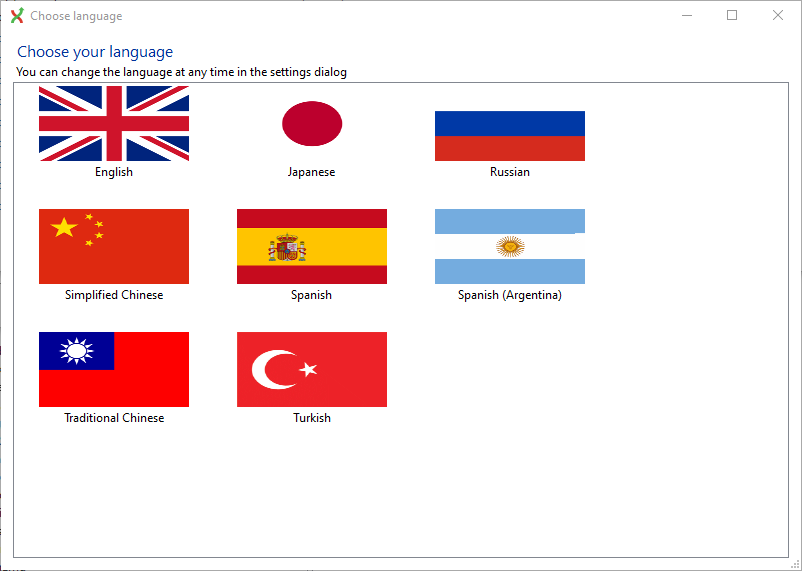 Choose language
Choose your language
You can change the language at any time in the settings dialog
English
Japanese
Russian
Simplified Chinese
Spanish
Spanish (Argentina)
Traditional Chinese
Turkish